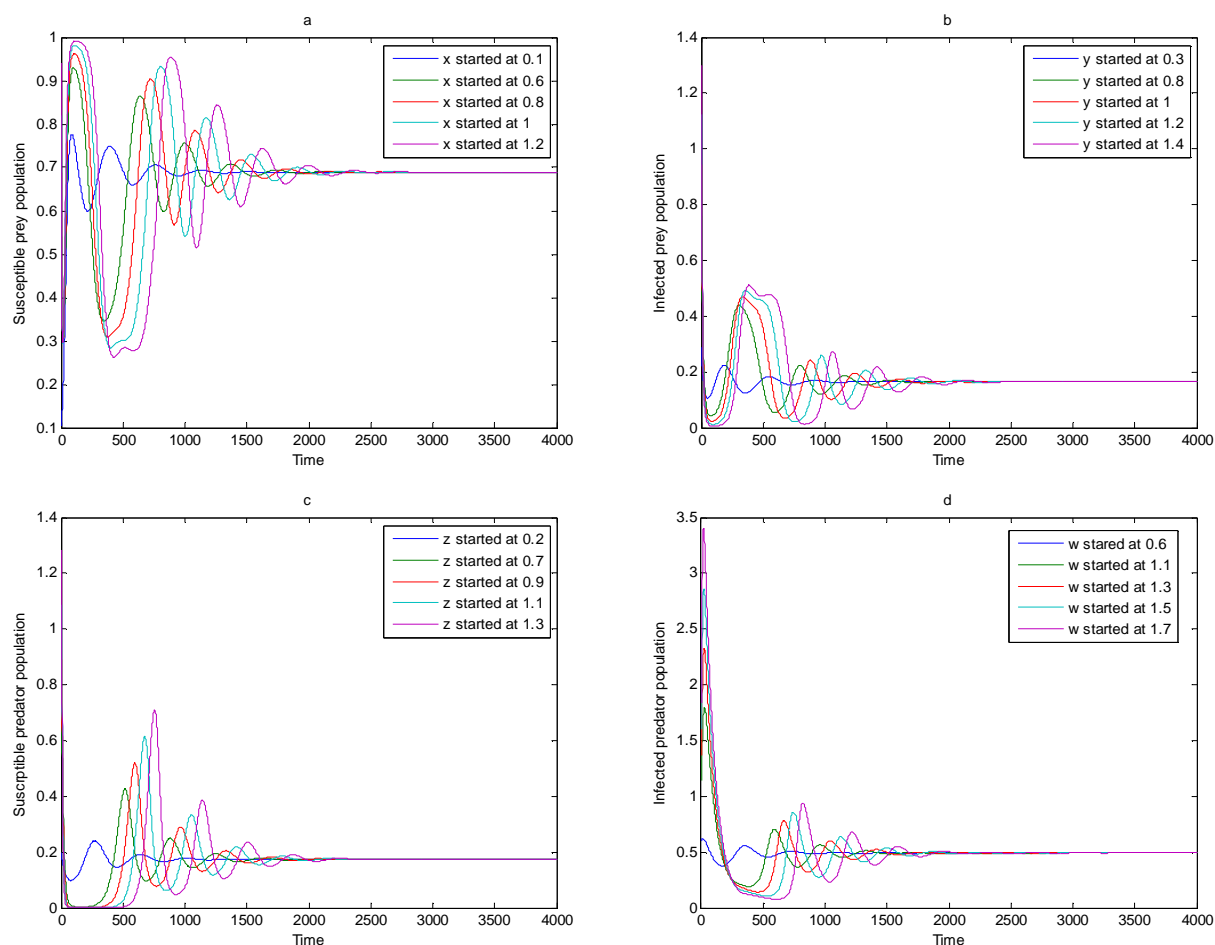 a
1
0.9
0.8
0.7
0.6
0.5
0.4
0.3
0.2
0.1
0 500 1000 1500 2000 2500 3000 3500 4000
Time
Susceptible prey population
x started at 0.1
x started at 0.6
x started at 0.8
x started at 1
x started at 1.2
b
1.4
1.2
1
0.8
0.6
0.4
0.2
0
0 500 1000 1500 2000 2500 3000 3500 4000
Time
Infected prey population
y started at 0.3
y started at 0.8
y started at 1
y started at 1.2
y started at 1.4
c
1.4
1.2
1
0.8
0.6
0.4
0.2
0
0 500 1000 1500 2000 2500 3000 3500 4000
Time
Suscrptible predator population
z started at 0.2
z started at 0.7
z started at 0.9
z started at 1.1
z started at 1.3
d
3.5
3
2.5
2
1.5
1
0.5
0
0 500 1000 1500 2000 2500 3000 3500 4000
Time
Infected predator population
w stared at 0.6
w started at 1.1
w started at 1.3
w started at 1.5
w started at 1.7